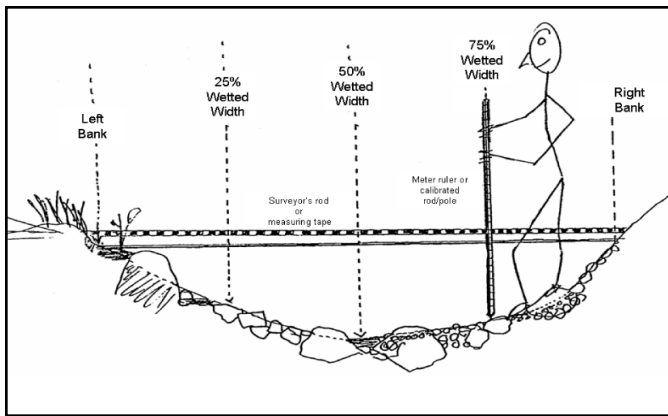 75%
Wetted
Width
50%
Wetted
Width
25%
Wetted
Width
Right
Bank
Left
Bank
Surveyor's rod
or
measuring tape
Meter ruler or
calibrated
rod/pole